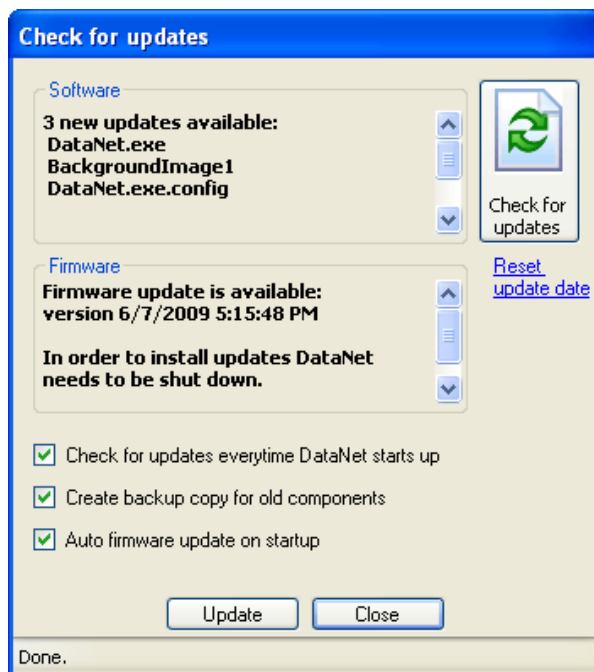 Check for updates
Software
3 new updates available:
DataNet.exe
BackgroundImage1
DataNet.exe.config
Check for
updates
Reset
update date
Firmware
Firmware update is available:
version 6/7/2009 5:15:48 PM
In order to install updates DataNet
needs to be shut down.
Check for updates everytime DataNet starts up
Create backup copy for old components
Auto firmware update on startup
Update
Close
Done.